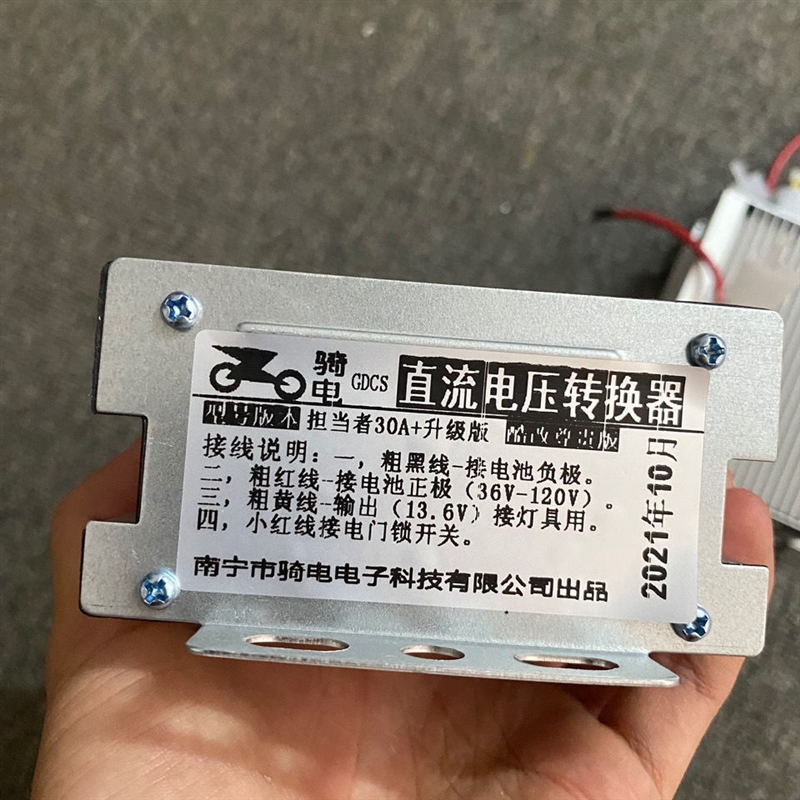 骑电 GDCS 直流电压转换器
型号版本 担当者30A+升级版 酷改尊贵版
接线说明：一，粗黑线-接电池负极。
二，粗红线-接电池正极（36V-120V）。
三，粗黄线-输出（13.6V）接灯具用。
四，小红线接电门锁开关。
南宁市骑电电子科技有限公司出品
2021年10月